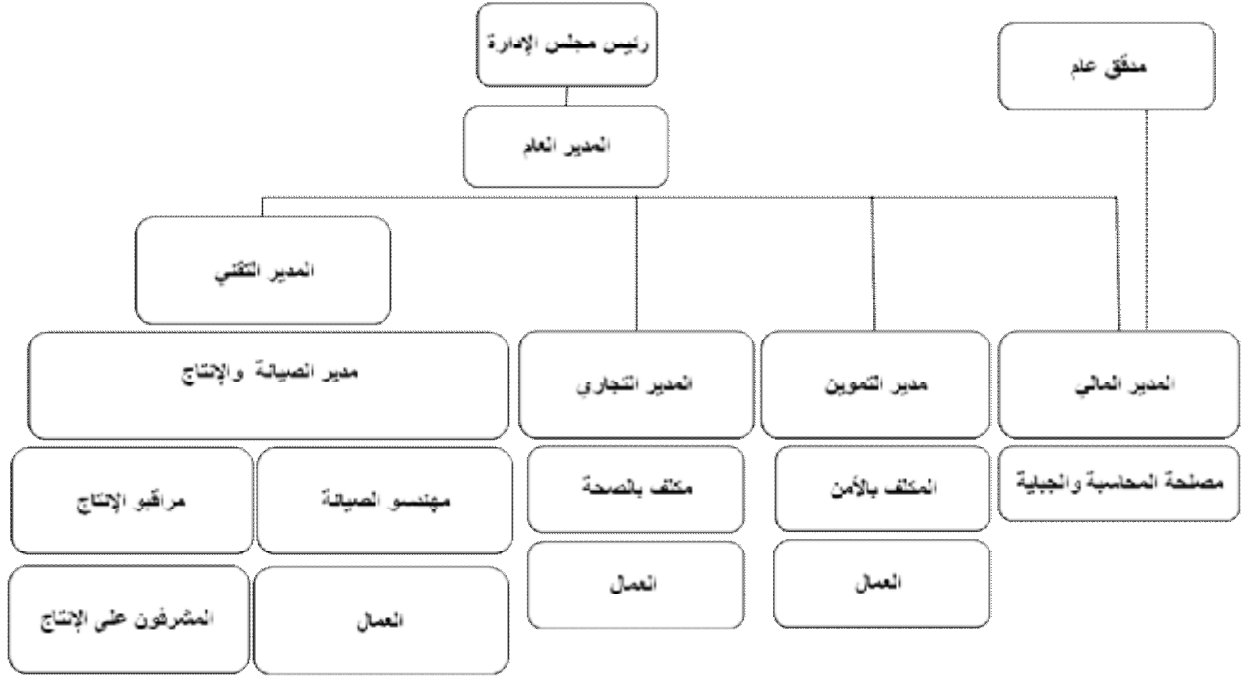 رئيس مجلس الإدارة
مدقق عام
المدير العام
المدير التقني
مدير الصيانة والإنتاج
المدير التجاري
مدير التموين
المدير المالي
مراقبو الإنتاج
مهندسو الصيانة
مكلف بالصحة
المكلف بالأمن
مصلحة المحاسبة والجباية
المشرفون على الإنتاج
العمال
العمال
العمال